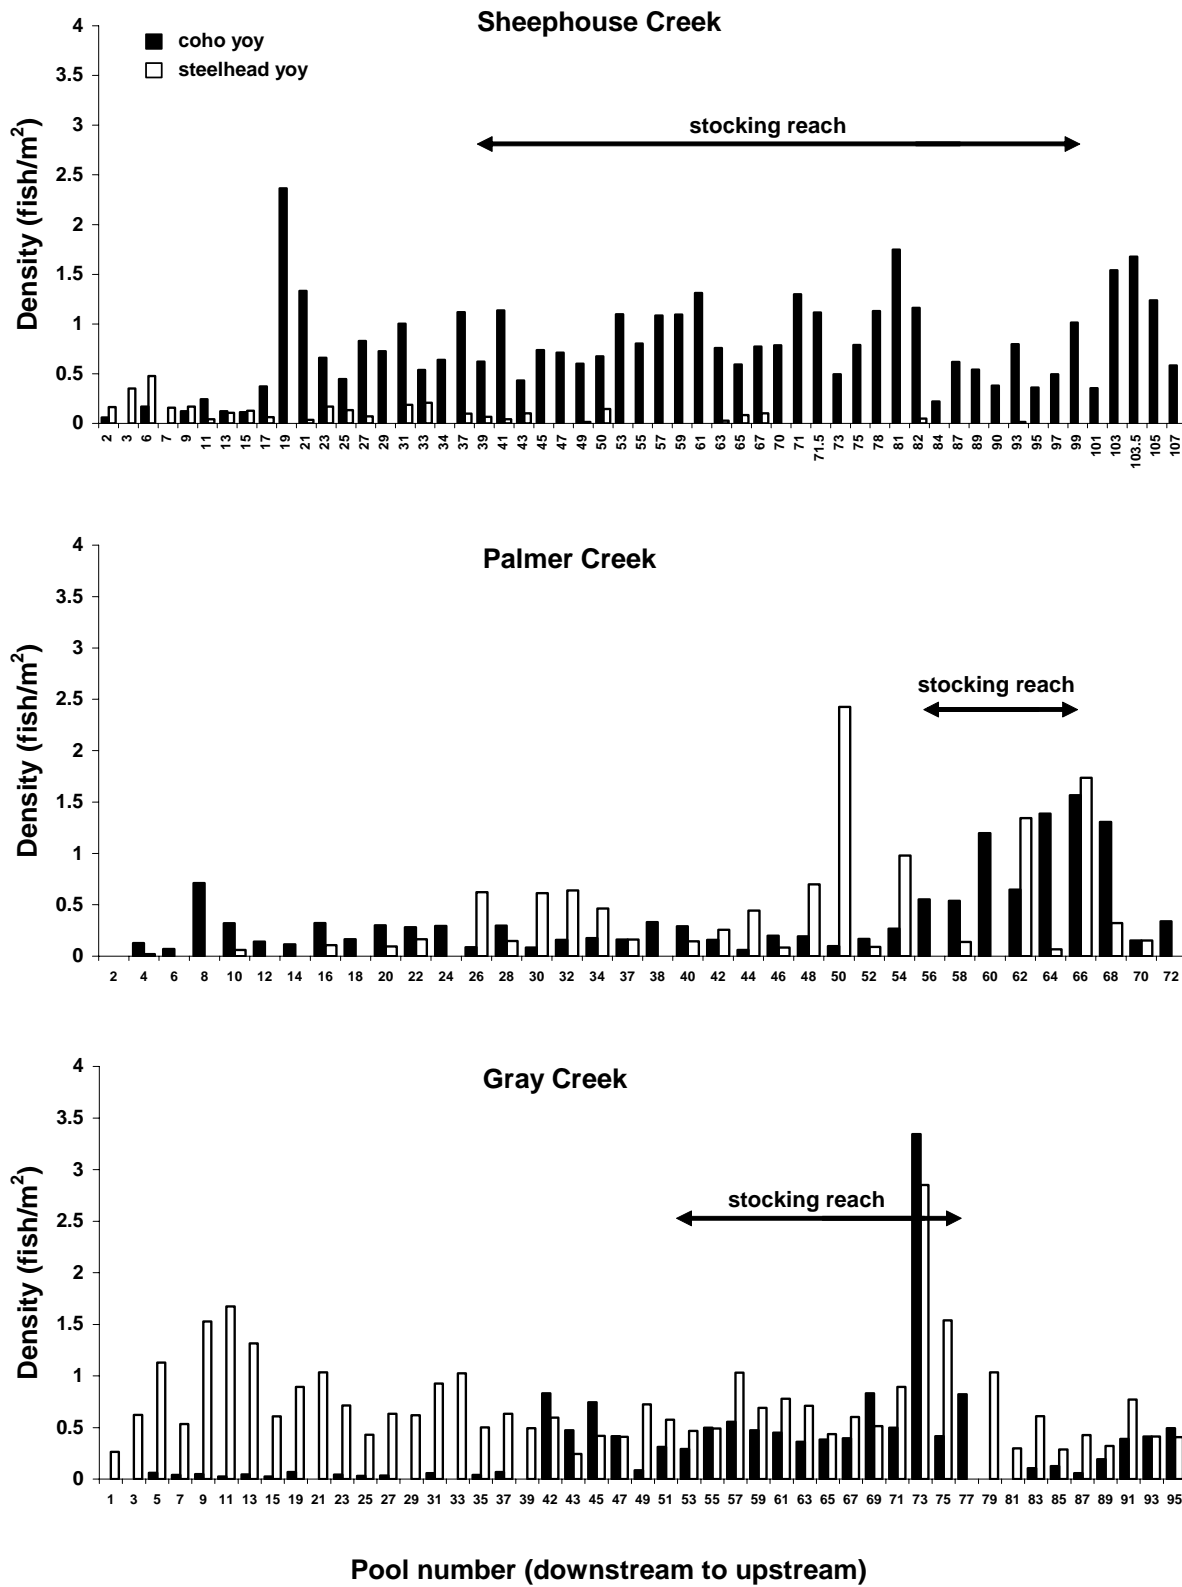 Sheephouse Creek
coho yoy
steelhead yoy
stocking reach
Density (fish/m²)
4
3.5
3
2.5
2
1.5
1
0.5
0
2 3 6 7 9 11 13 15 17 19 21 23 25 27 29 31 33 34 37 39 41 43 45 47 49 50 53 55 57 59 61 63 65 67 70 71 71.5 73 75 78 81 82 84 87 89 90 93 95 97 99 101 103 103.5 105 107
Palmer Creek
stocking reach
Density (fish/m²)
4
3.5
3
2.5
2
1.5
1
0.5
0
2 4 6 8 10 12 14 16 18 20 22 24 26 28 30 32 34 37 38 40 42 44 46 48 50 52 54 56 58 60 62 64 66 68 70 72
Gray Creek
stocking reach
Density (fish/m²)
4
3.5
3
2.5
2
1.5
1
0.5
0
1 3 5 7 9 11 13 15 19 21 23 25 27 29 31 33 35 37 39 42 43 45 47 49 51 53 55 57 59 61 63 65 67 69 71 73 75 77 79 81 83 85 87 89 91 93 95
Pool number (downstream to upstream)